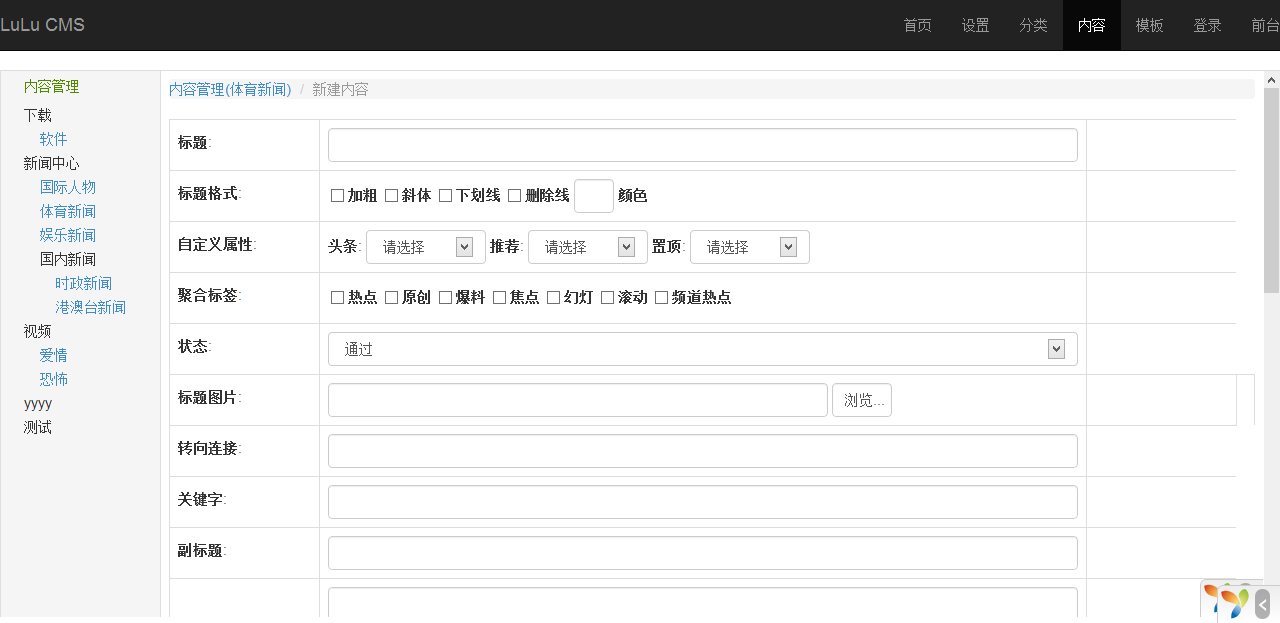 LuLu CMS 首页 设置 分类 内容 模板 登录 前台
内容管理
下载
软件
新闻中心
国际人物
体育新闻
娱乐新闻
国内新闻
时政新闻
港澳台新闻
视频
爱情
恐怖
yyyy
测试
内容管理(体育新闻) / 新建内容
标题:
标题格式: 加粗 斜体 下划线 删除线 颜色
自定义属性: 头条: 请选择 推荐: 请选择 置顶: 请选择
聚合标签: 热点 原创 爆料 焦点 幻灯 滚动 频道热点
状态: 通过
标题图片: 浏览...
转向连接:
关键字:
副标题: